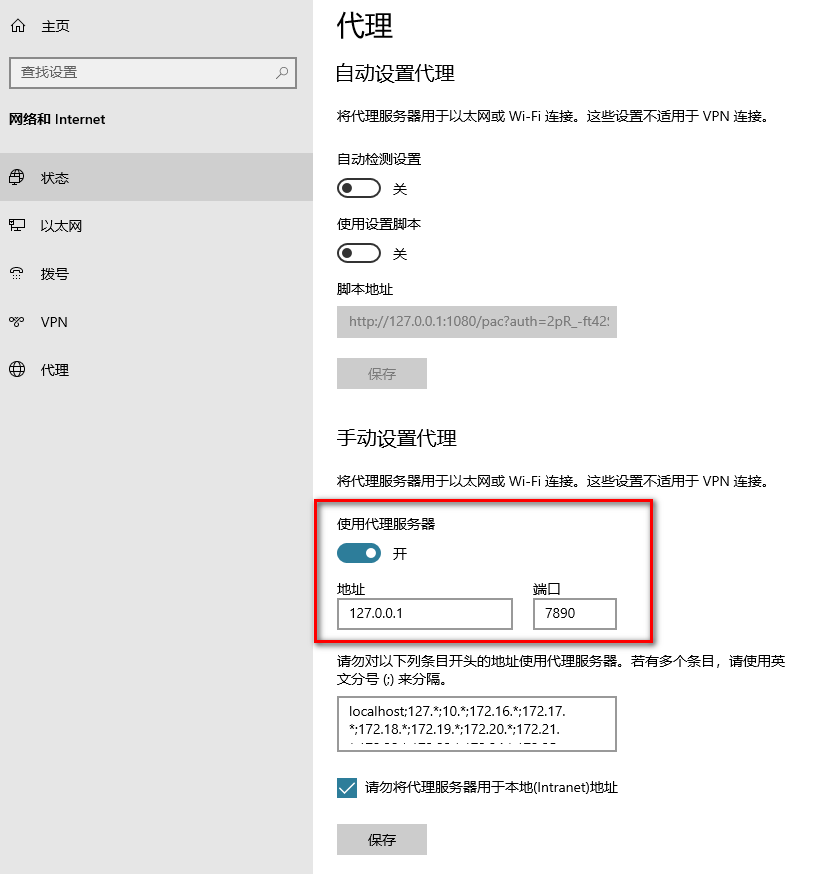 主页
查找设置
网络和 Internet
状态
以太网
拨号
VPN
代理
代理
自动设置代理
将代理服务器用于以太网或 Wi-Fi 连接。这些设置不适用于 VPN 连接。
自动检测设置
关
使用设置脚本
关
脚本地址
http://127.0.0.1:1080/pac?auth=2pR_-ft42S
保存
手动设置代理
将代理服务器用于以太网或 Wi-Fi 连接。这些设置不适用于 VPN 连接。
使用代理服务器
开
地址 端口
127.0.0.1 7890
请勿对以下列条目开头的地址使用代理服务器。若有多个条目，请使用英
文分号 (;) 来分隔。
localhost;127.*;10.*;172.16.*;172.17.
*;172.18.*;172.19.*;172.20.*;172.21.
请勿将代理服务器用于本地(Intranet)地址
保存